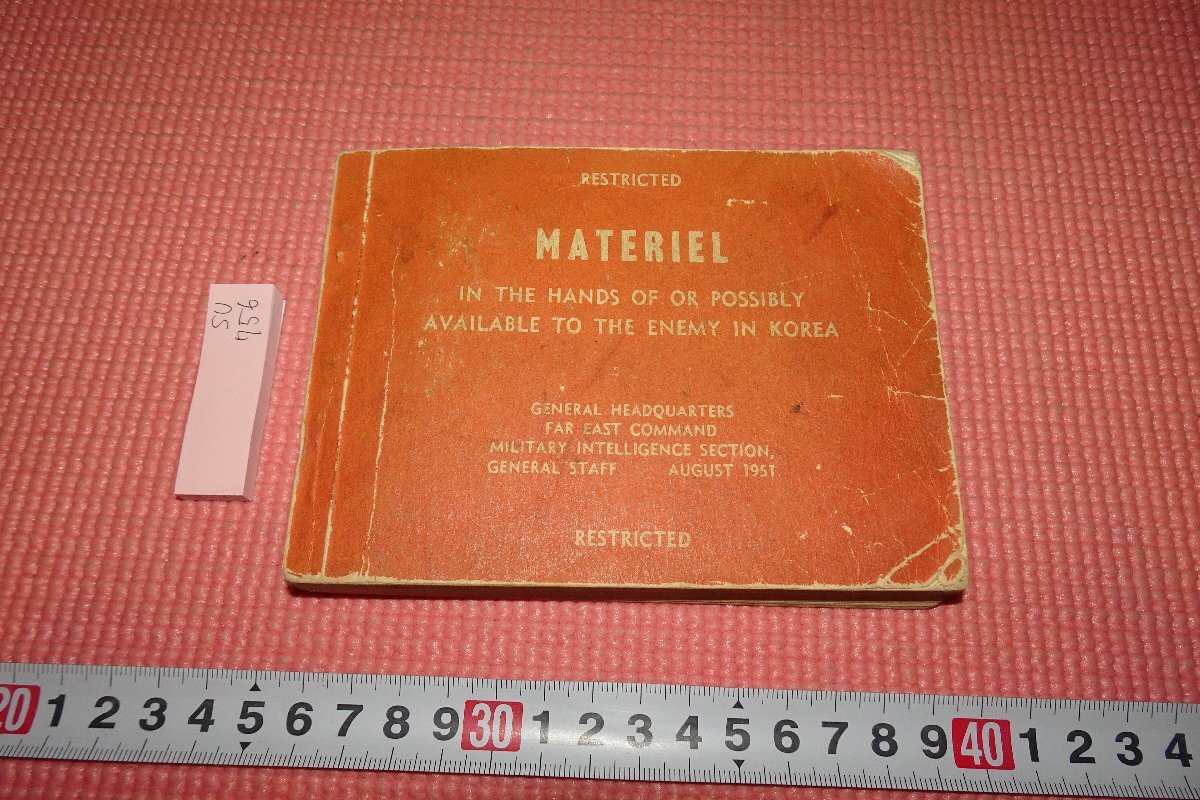 RESTRICTED
MATERIEL
IN THE HANDS OF OR POSSIBLY
AVAILABLE TO THE ENEMY IN KOREA
GENERAL HEADQUARTERS
FAR EAST COMMAND
MILITARY INTELLIGENCE SECTION,
GENERAL STAFF AUGUST 1951
RESTRICTED
SU
756
20 1 2 3 4 5 6 7 8 9 30 1 2 3 4 5 6 7 8 9 40 1 2 3 4